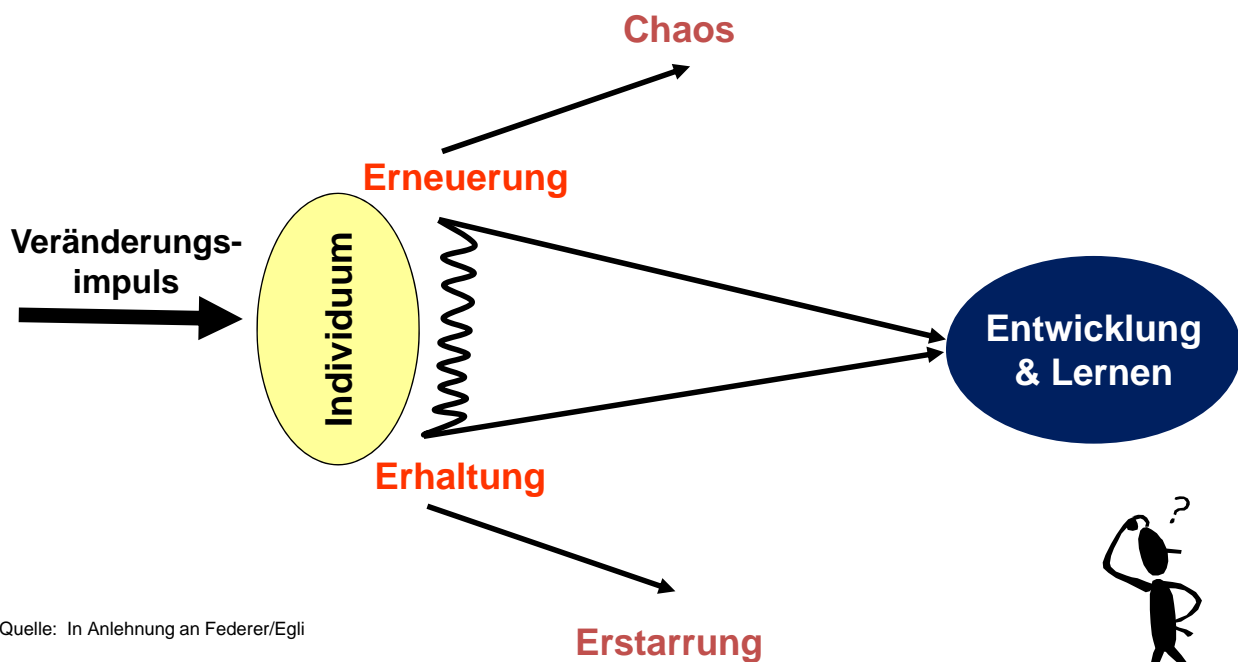 Chaos
Erneuerung
Veränderungs-
impuls
Individuum
Entwicklung
& Lernen
Erhaltung
?
Quelle: In Anlehnung an Federer/Egli
Erstarrung